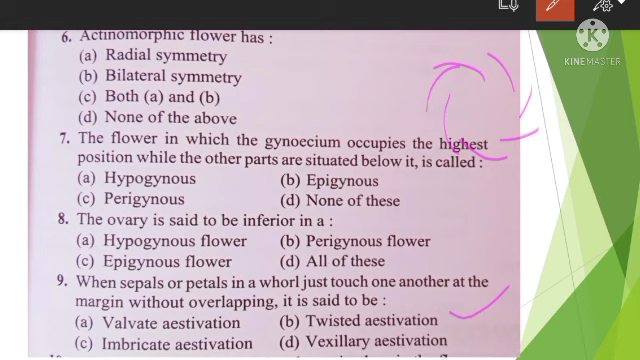 KINEMASTER
6. Actinomorphic flower has :
(a) Radial symmetry
(b) Bilateral symmetry
(c) Both (a) and (b)
(d) None of the above
7. The flower in which the gynoecium occupies the highest
position while the other parts are situated below it, is called :
(a) Hypogynous (b) Epigynous
(c) Perigynous (d) None of these
8. The ovary is said to be inferior in a :
(a) Hypogynous flower (b) Perigynous flower
(c) Epigynous flower (d) All of these
9. When sepals or petals in a whorl just touch one another at the
margin without overlapping, it is said to be :
(a) Valvate aestivation (b) Twisted aestivation
(c) Imbricate aestivation (d) Vexillary aestivation